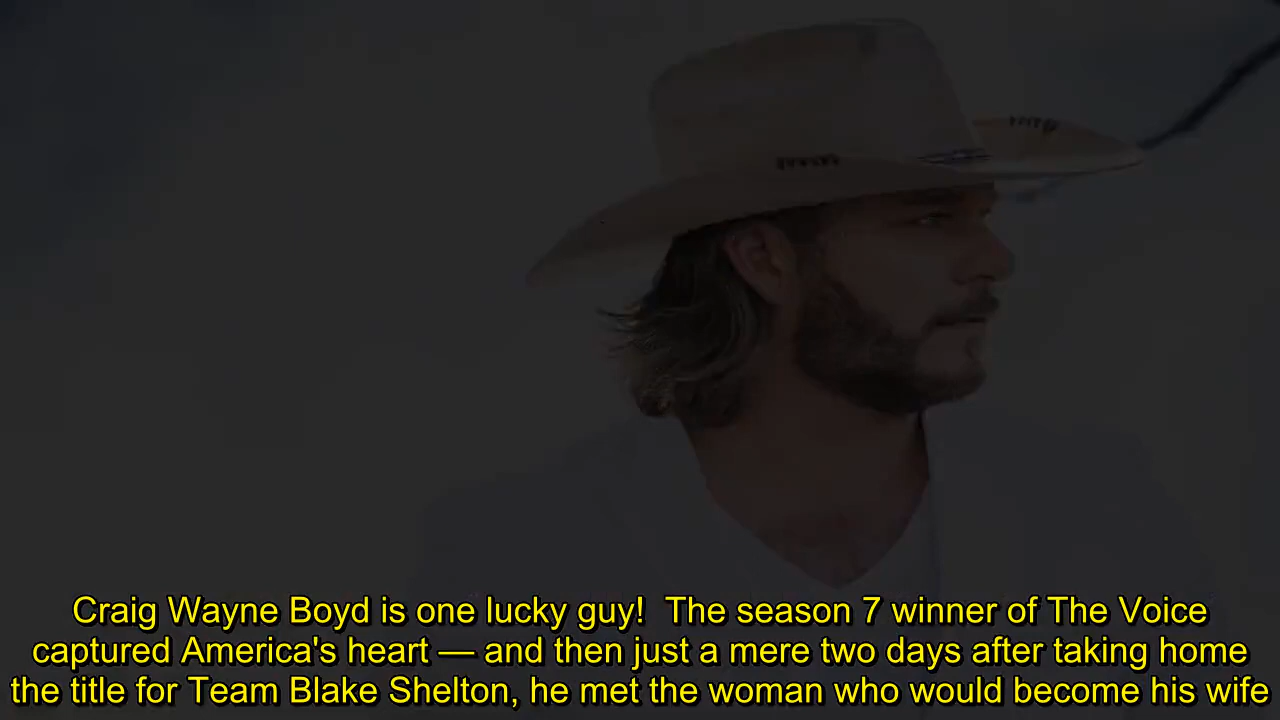 Craig Wayne Boyd is one lucky guy!  The season 7 winner of The Voice
captured America's heart — and then just a mere two days after taking home
the title for Team Blake Shelton, he met the woman who would become his wife